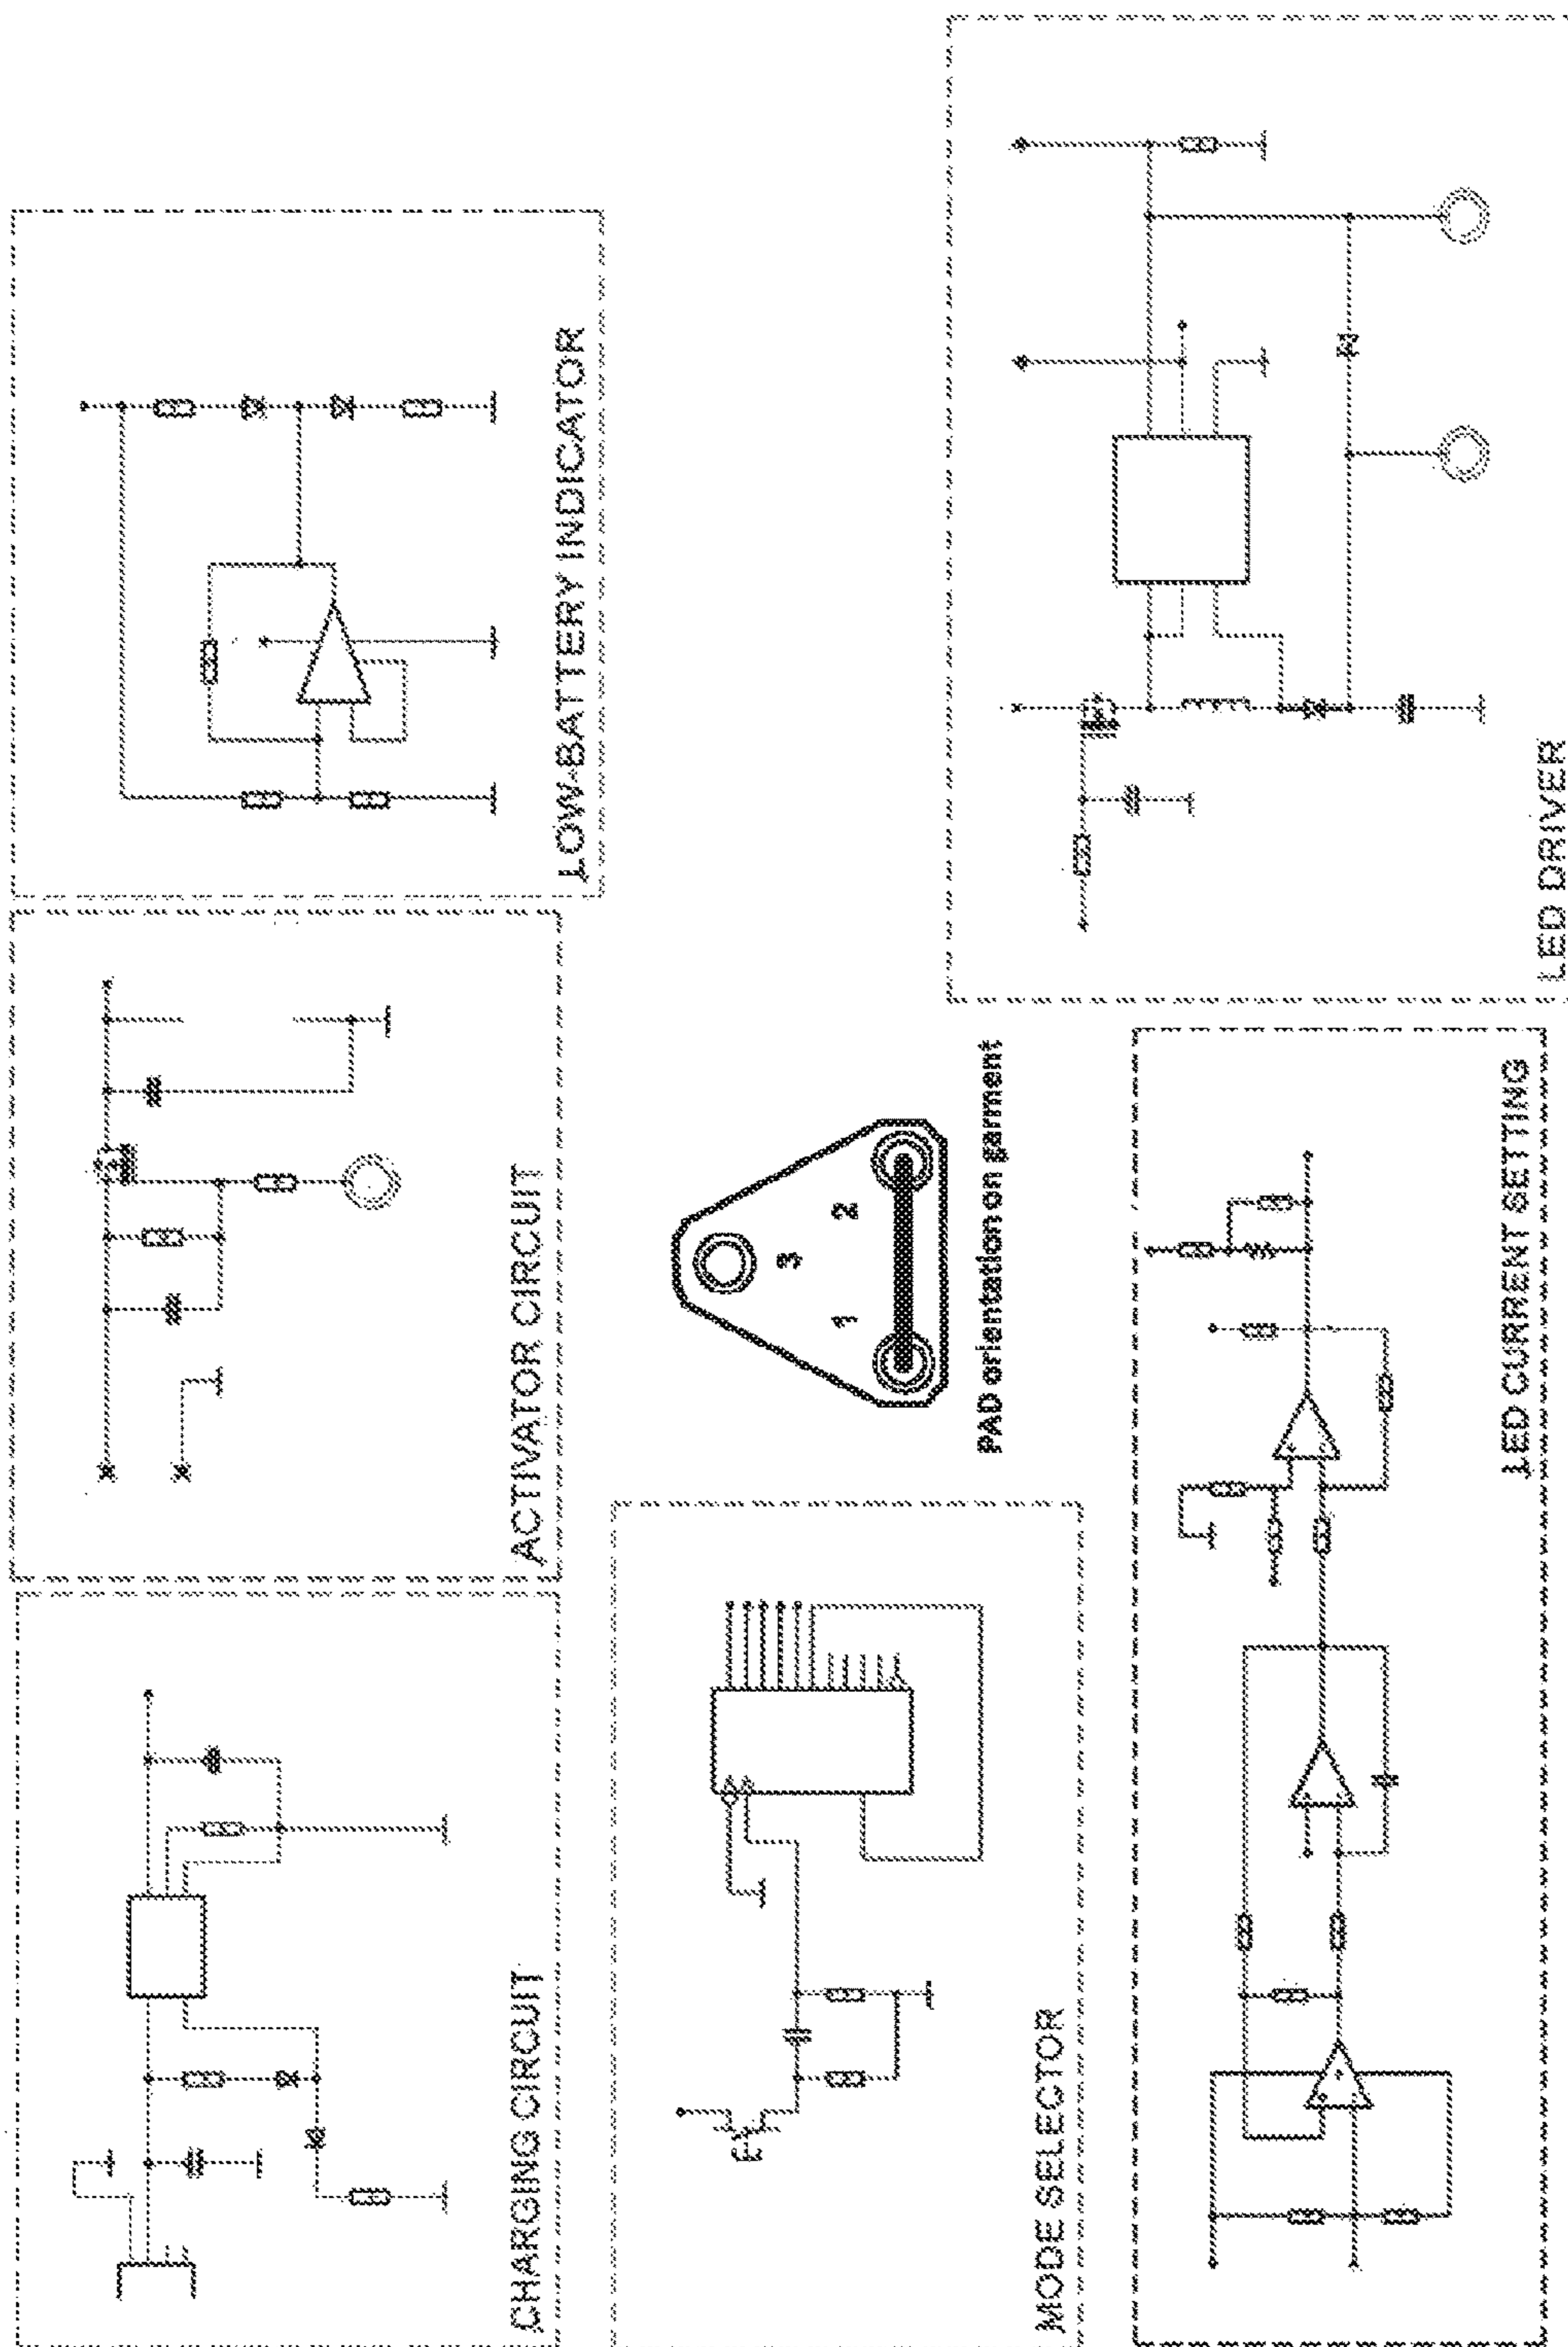 CHARGING CIRCUIT
ACTIVATOR CIRCUIT
LOW-BATTERY INDICATOR
MODE SELECTOR
3
1
2
PAD orientation on garment
LED CURRENT SETTING
LED DRIVER